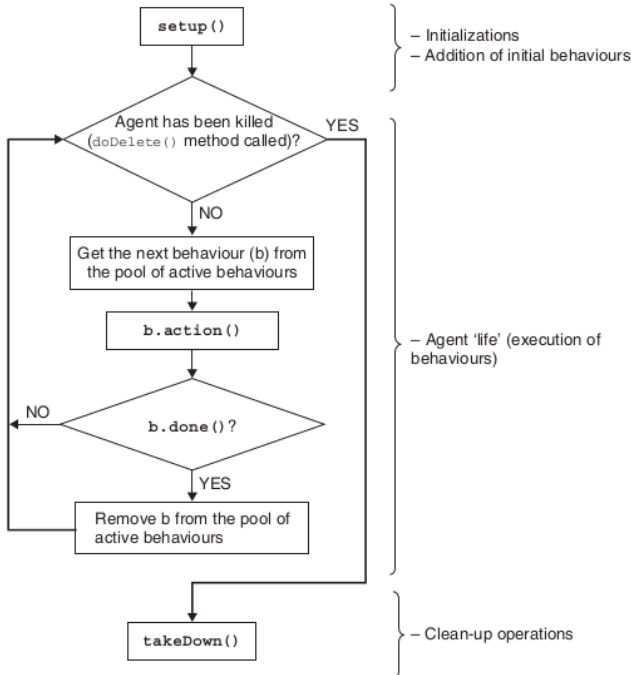 setup()
– Initializations
– Addition of initial behaviours
Agent has been killed
(doDelete() method called)?
YES
NO
Get the next behaviour (b) from
the pool of active behaviours
b.action()
– Agent ‘life’ (execution of
behaviours)
NO
b.done()?
YES
Remove b from the pool of
active behaviours
takeDown()
– Clean-up operations